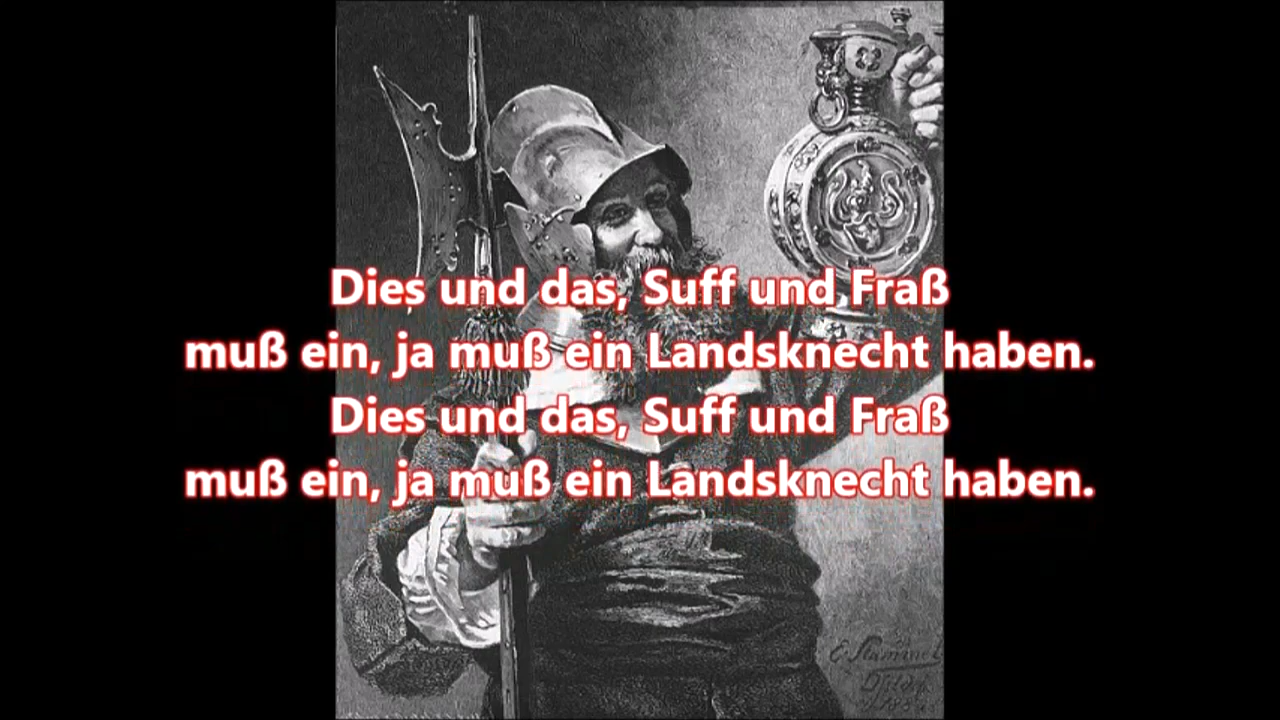 Dies und das, Suff und Fraß
muß ein, ja muß ein Landsknecht haben.
Dies und das, Suff und Fraß
muß ein, ja muß ein Landsknecht haben.